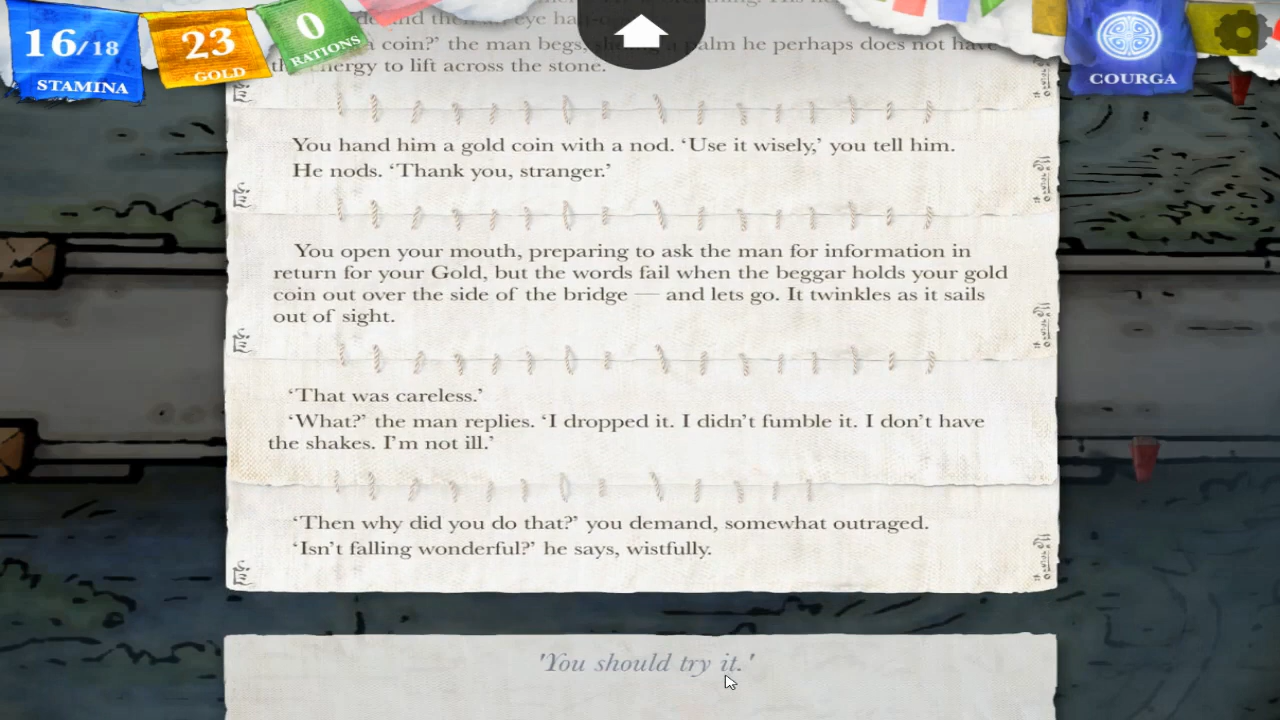 16/18
STAMINA
23
GOLD
0
RATIONS
COURGA
a coin?’ the man begs, palm he perhaps does not have
energy to lift across the stone.
You hand him a gold coin with a nod. ‘Use it wisely,’ you tell him.
He nods. ‘Thank you, stranger.’
You open your mouth, preparing to ask the man for information in
return for your Gold, but the words fail when the beggar holds your gold
coin out over the side of the bridge — and lets go. It twinkles as it sails
out of sight.
‘That was careless.’
‘What?’ the man replies. ‘I dropped it. I didn’t fumble it. I don’t have
the shakes. I’m not ill.’
‘Then why did you do that?’ you demand, somewhat outraged.
‘Isn’t falling wonderful?’ he says, wistfully.
'You should try it.'